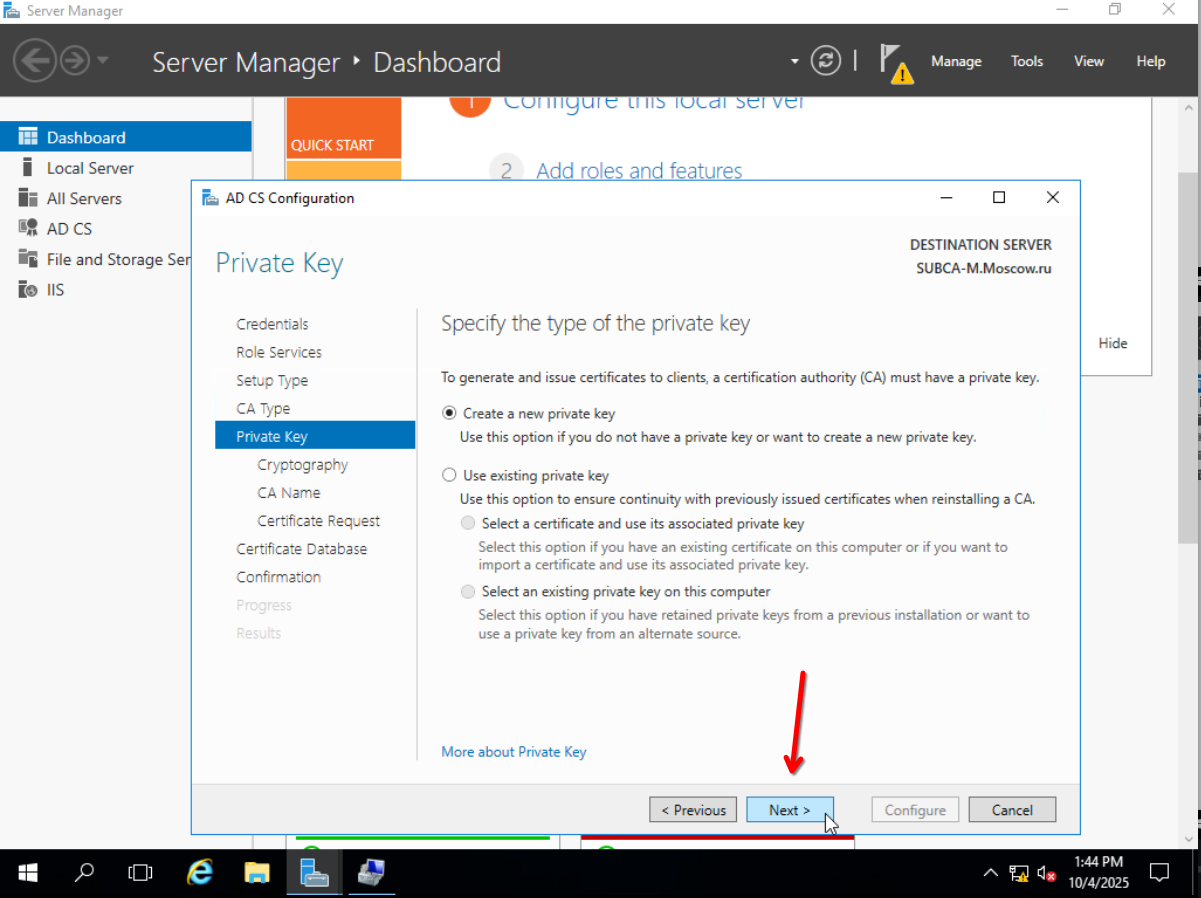 Server Manager
Server Manager ‣ Dashboard
Manage Tools View Help
Dashboard
Local Server
All Servers
AD CS
File and Storage Ser
IIS
QUICK START
1 Configure this local server
2 Add roles and features
Hide
AD CS Configuration
Private Key
DESTINATION SERVER
SUBCA-M.Moscow.ru
Credentials
Role Services
Setup Type
CA Type
Private Key
Cryptography
CA Name
Certificate Request
Certificate Database
Confirmation
Progress
Results
Specify the type of the private key
To generate and issue certificates to clients, a certification authority (CA) must have a private key.
Create a new private key
Use this option if you do not have a private key or want to create a new private key.
Use existing private key
Use this option to ensure continuity with previously issued certificates when reinstalling a CA.
Select a certificate and use its associated private key
Select this option if you have an existing certificate on this computer or if you want to
import a certificate and use its associated private key.
Select an existing private key on this computer
Select this option if you have retained private keys from a previous installation or want to
use a private key from an alternate source.
More about Private Key
< Previous Next > Configure Cancel
1:44 PM
10/4/2025